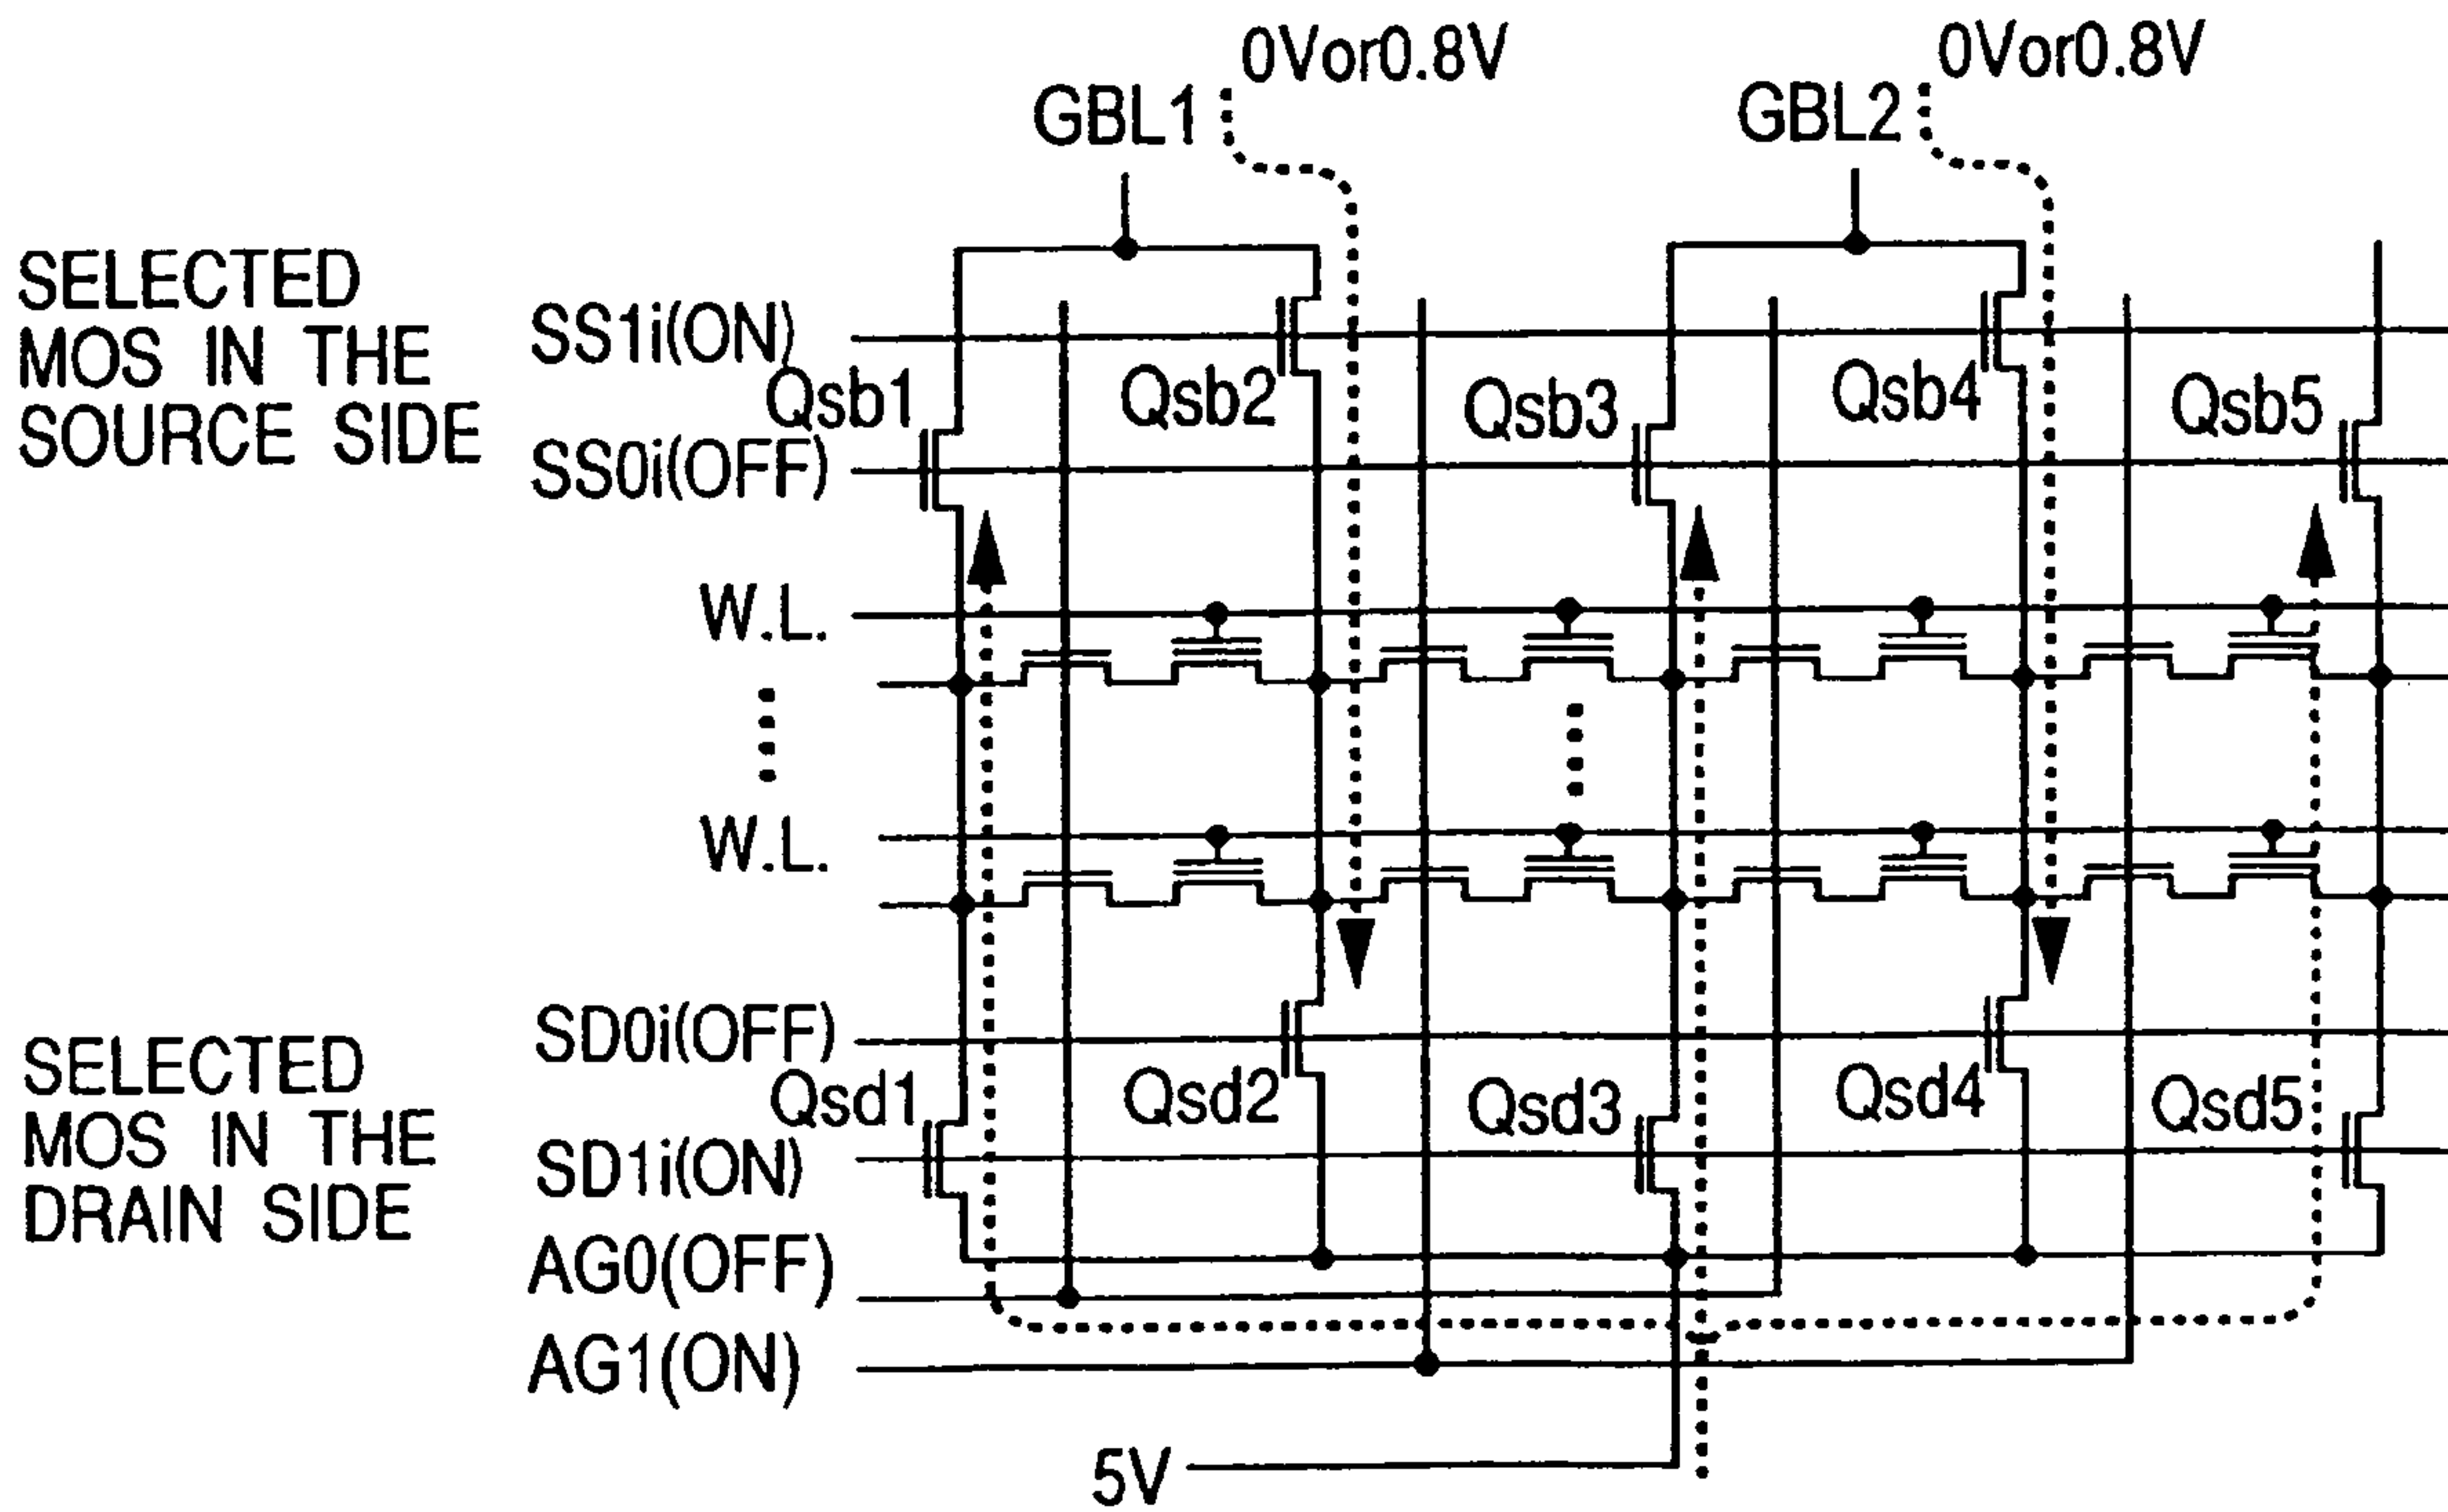 0Vor0.8V
0Vor0.8V
GBL1
GBL2
SELECTED
MOS IN THE
SOURCE SIDE
SS1i(ON)
Qsb1
Qsb2
Qsb3
Qsb4
Qsb5
SS0i(OFF)
W.L.
W.L.
SELECTED
MOS IN THE
DRAIN SIDE
SD0i(OFF)
Qsd1
Qsd2
Qsd3
Qsd4
Qsd5
SD1i(ON)
AG0(OFF)
AG1(ON)
5V